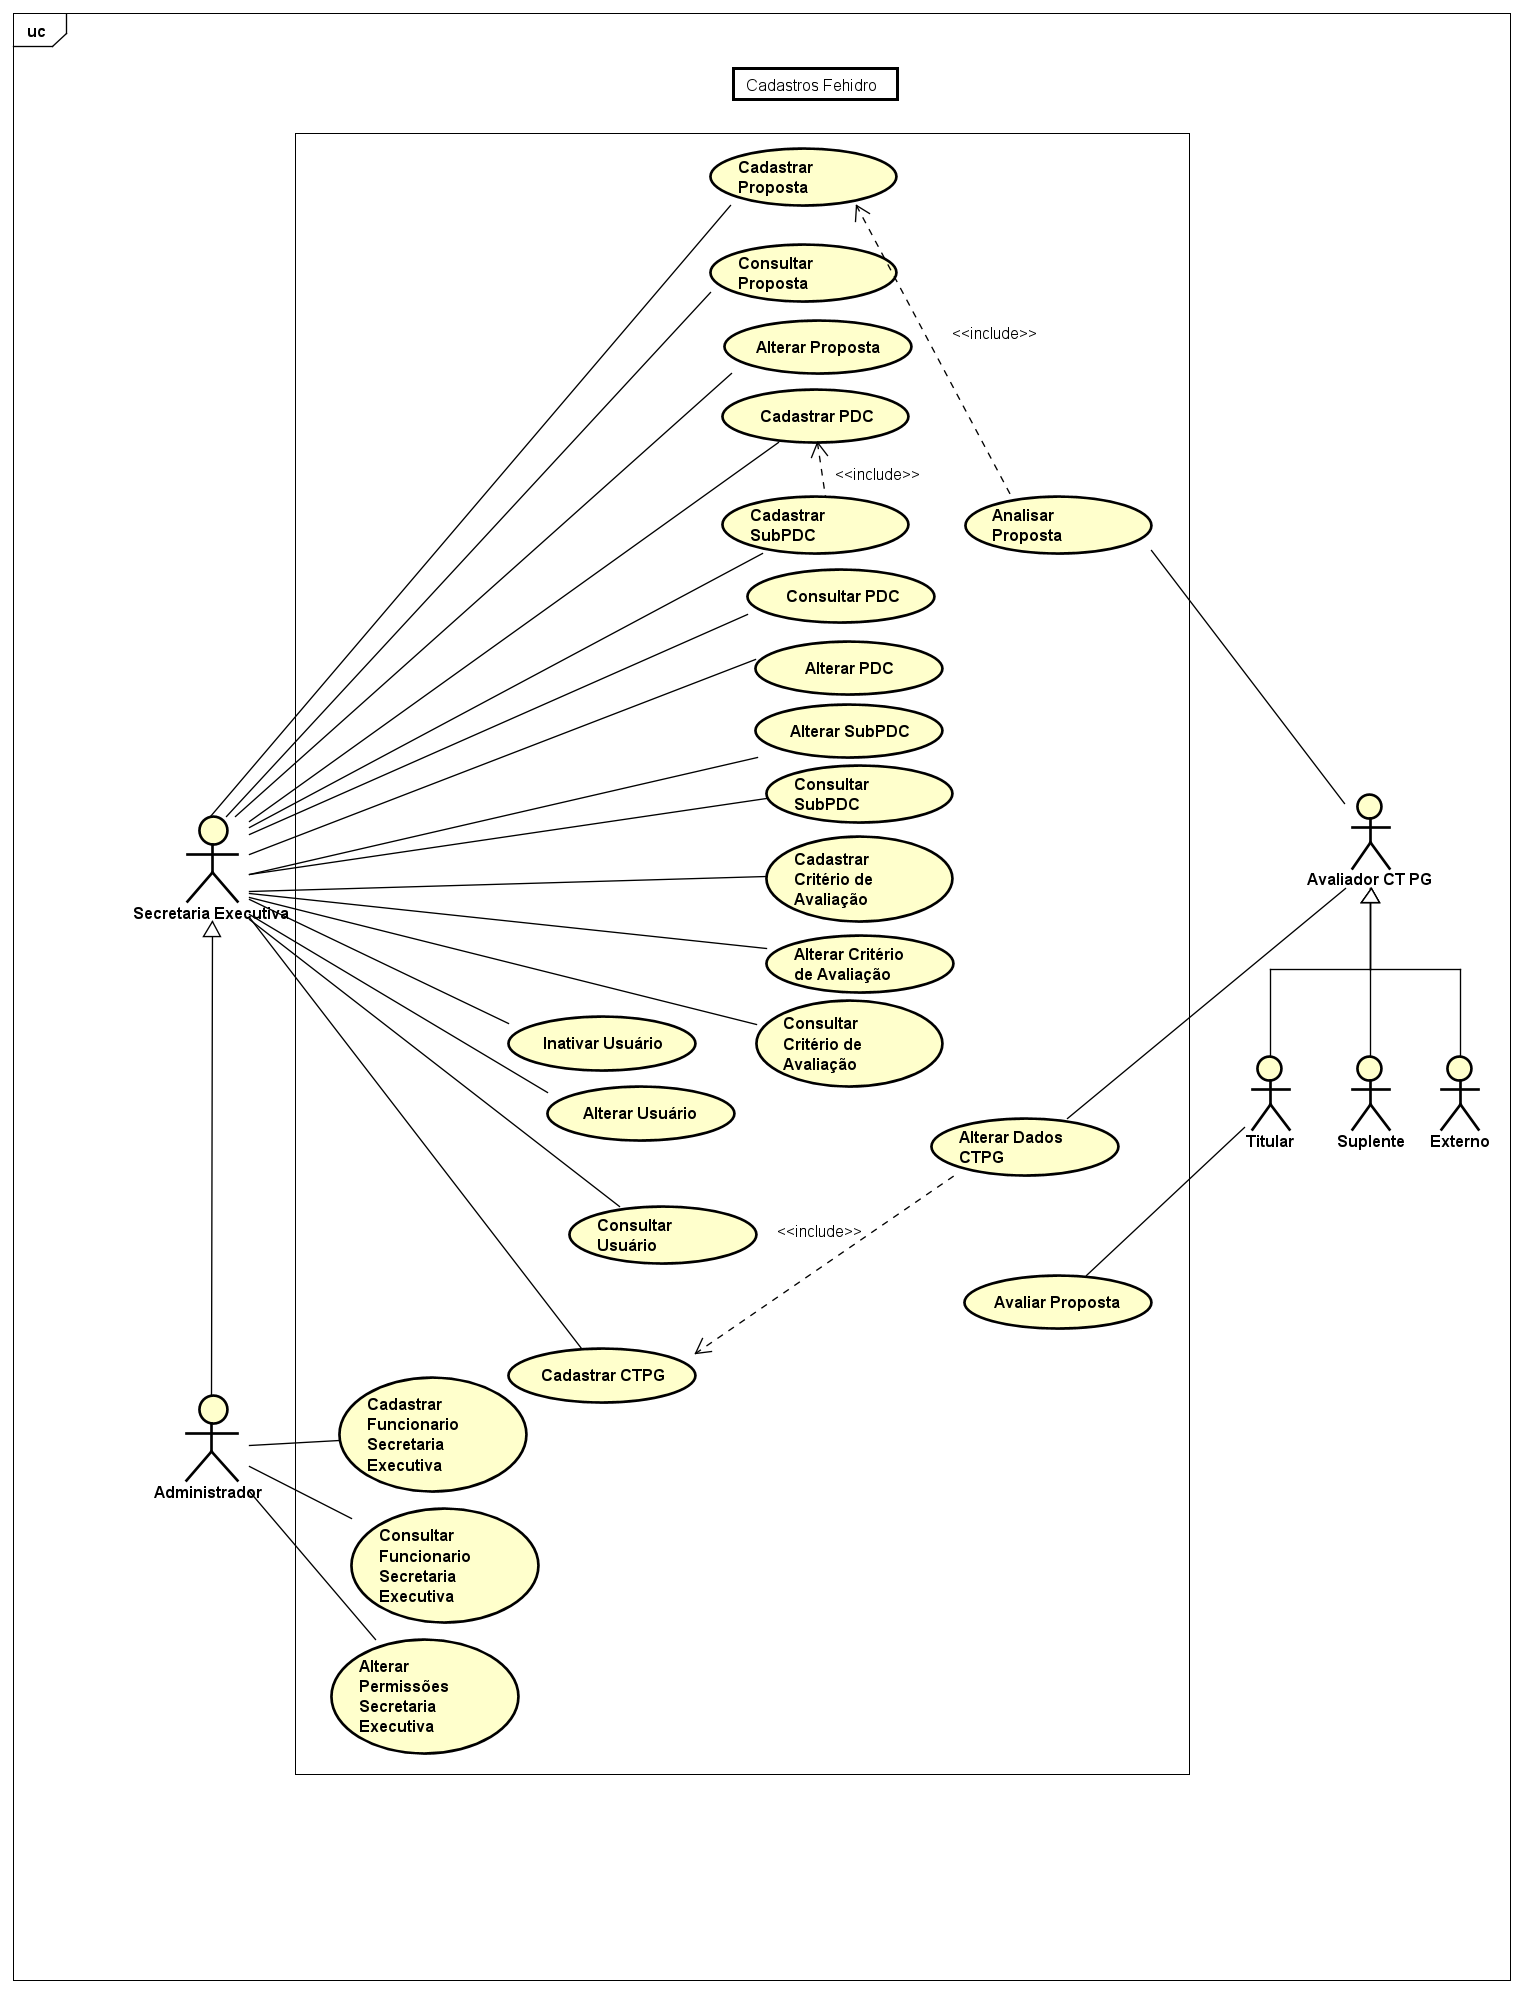 uc
Cadastros Fehidro
Cadastrar
Proposta
Consultar
Proposta
<<include>>
Alterar Proposta
Cadastrar PDC
<<include>>
Cadastrar
SubPDC
Analisar
Proposta
Consultar PDC
Alterar PDC
Alterar SubPDC
Consultar
SubPDC
Cadastrar
Critério de
Avaliação
Avaliador CT PG
Secretaria Executiva
Alterar Critério
de Avaliação
Consultar
Critério de
Avaliação
Inativar Usuário
Alterar Usuário
Alterar Dados
CTPG
Titular
Suplente
Externo
Consultar
Usuário
<<include>>
Avaliar Proposta
Cadastrar CTPG
Cadastrar
Funcionario
Secretaria
Executiva
Administrador
Consultar
Funcionario
Secretaria
Executiva
Alterar
Permissões
Secretaria
Executiva